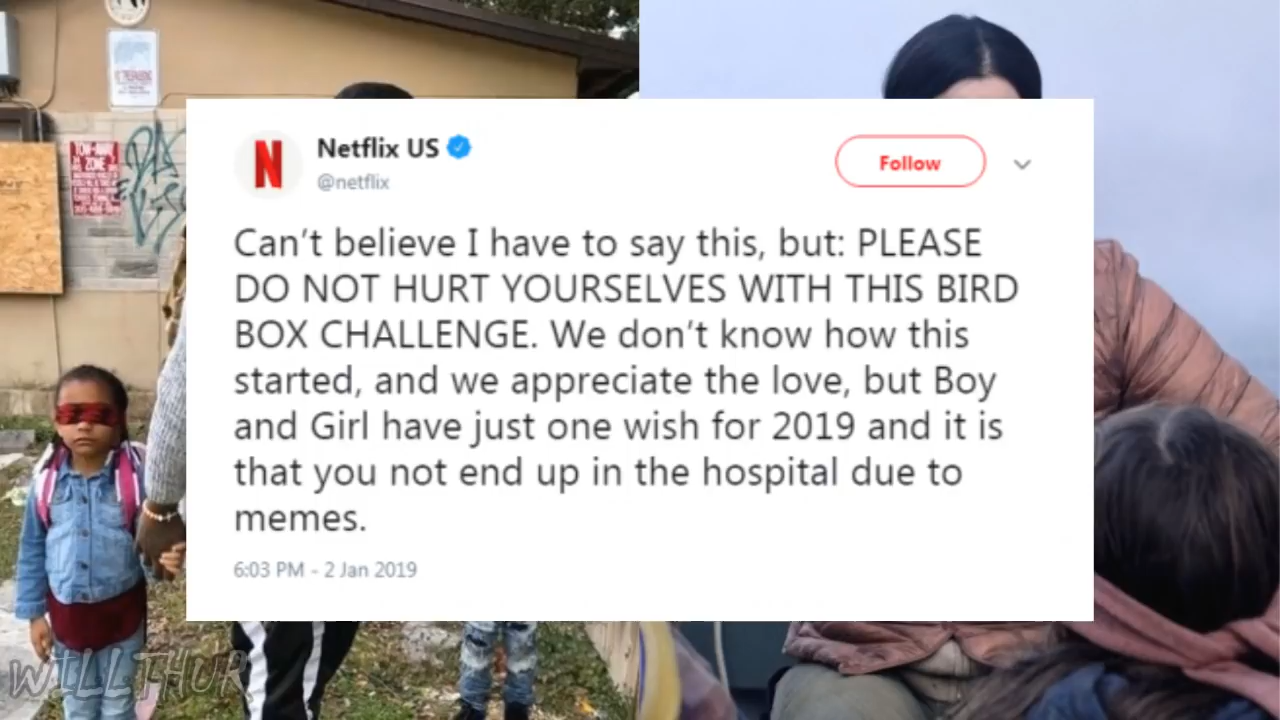 TOW-AWAY
ZONE
N
Netflix US
@netflix
Follow
Can't believe I have to say this, but: PLEASE
DO NOT HURT YOURSELVES WITH THIS BIRD
BOX CHALLENGE. We don't know how this
started, and we appreciate the love, but Boy
and Girl have just one wish for 2019 and it is
that you not end up in the hospital due to
memes.
6:03 PM - 2 Jan 2019
WILLTHUR